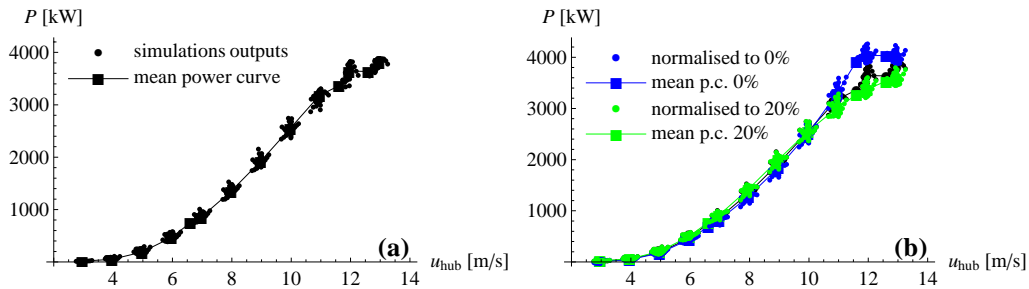 P [kW]
4000
3000
2000
1000
simulations outputs
mean power curve
(a)
2 4 6 8 10 12 14
u_hub [m/s]
P [kW]
4000
3000
2000
1000
normalised to 0%
mean p.c. 0%
normalised to 20%
mean p.c. 20%
(b)
2 4 6 8 10 12 14
u_hub [m/s]